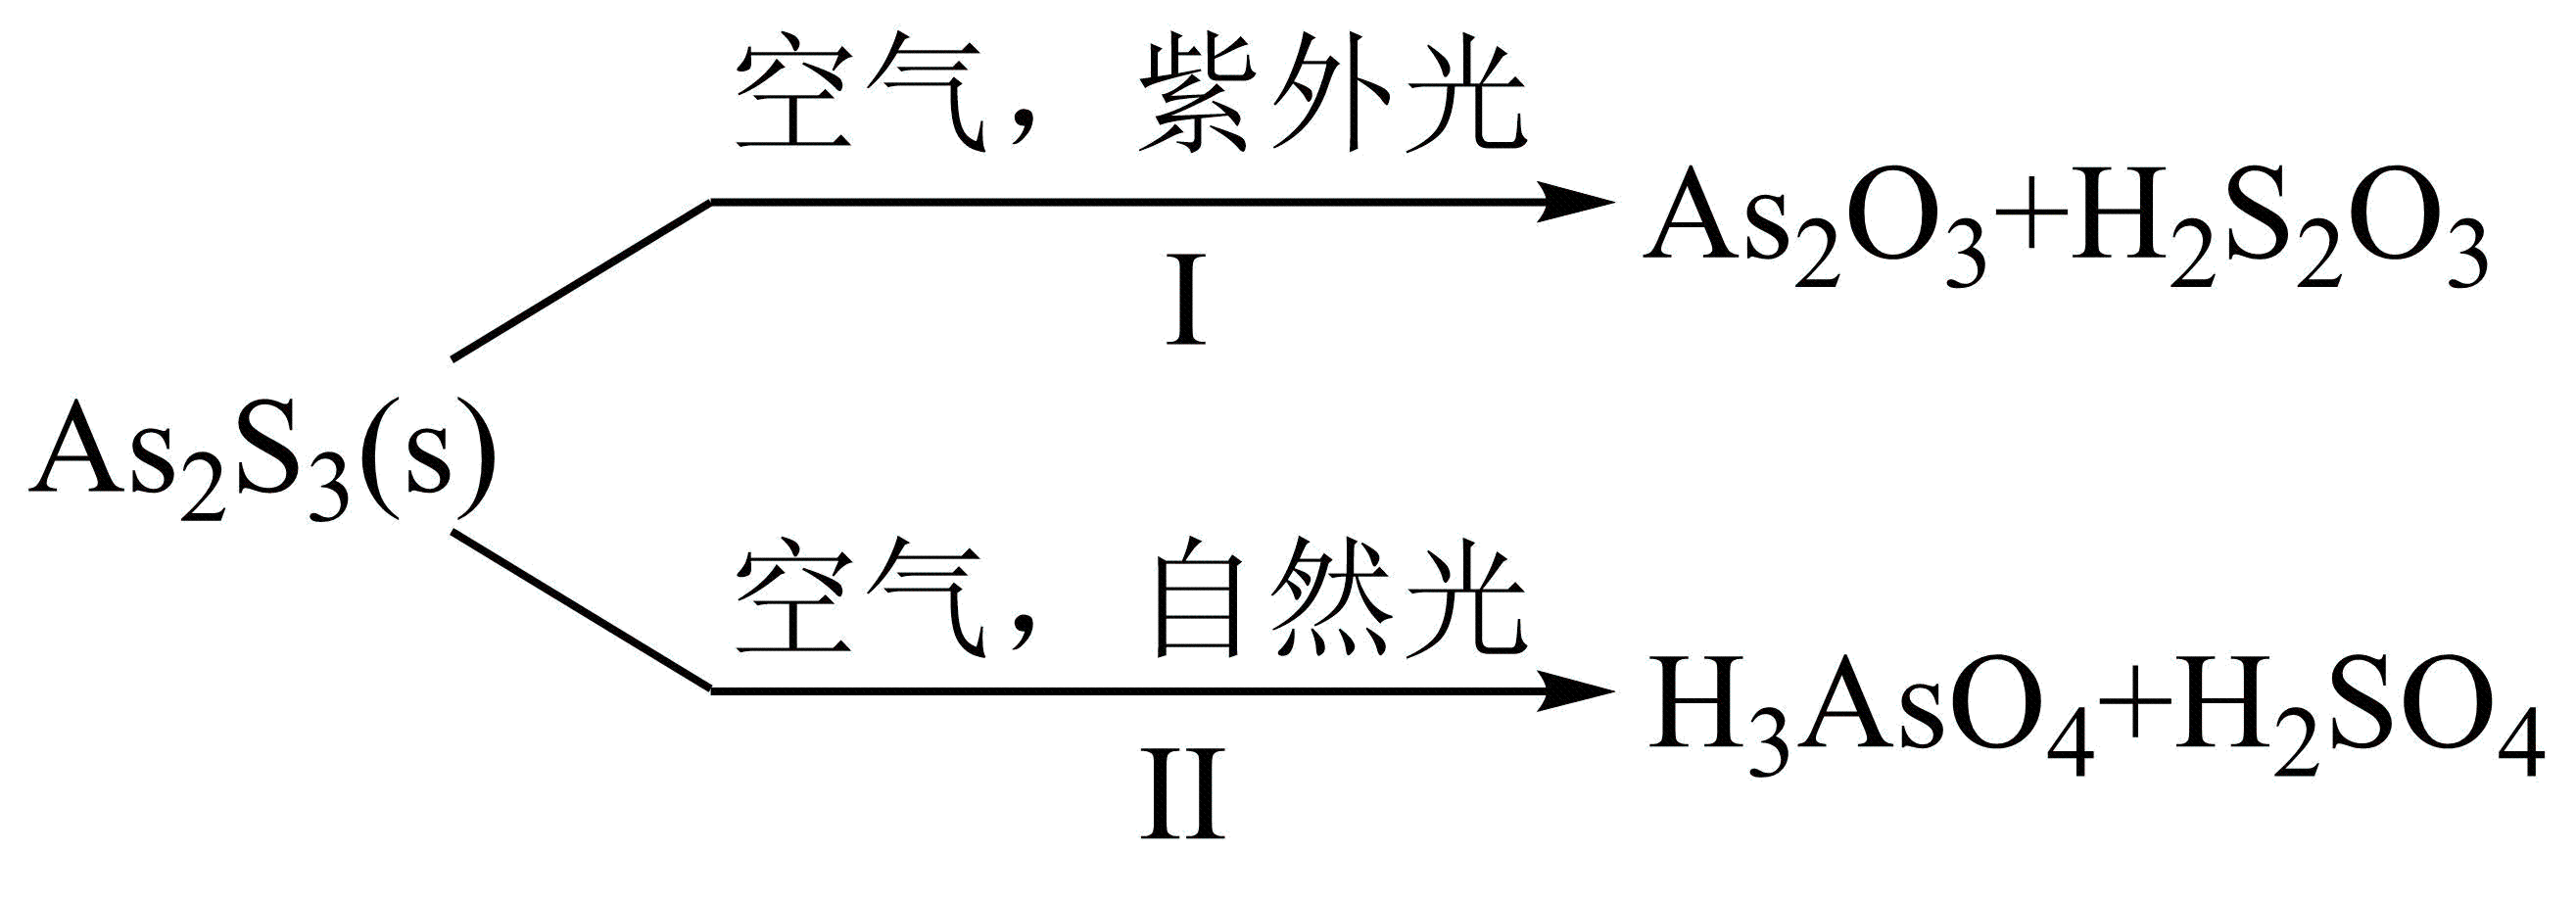 空气，紫外光
As₂O₃+H₂S₂O₃
I
As₂S₃(s)
空气，自然光
H₃AsO₄+H₂SO₄
II